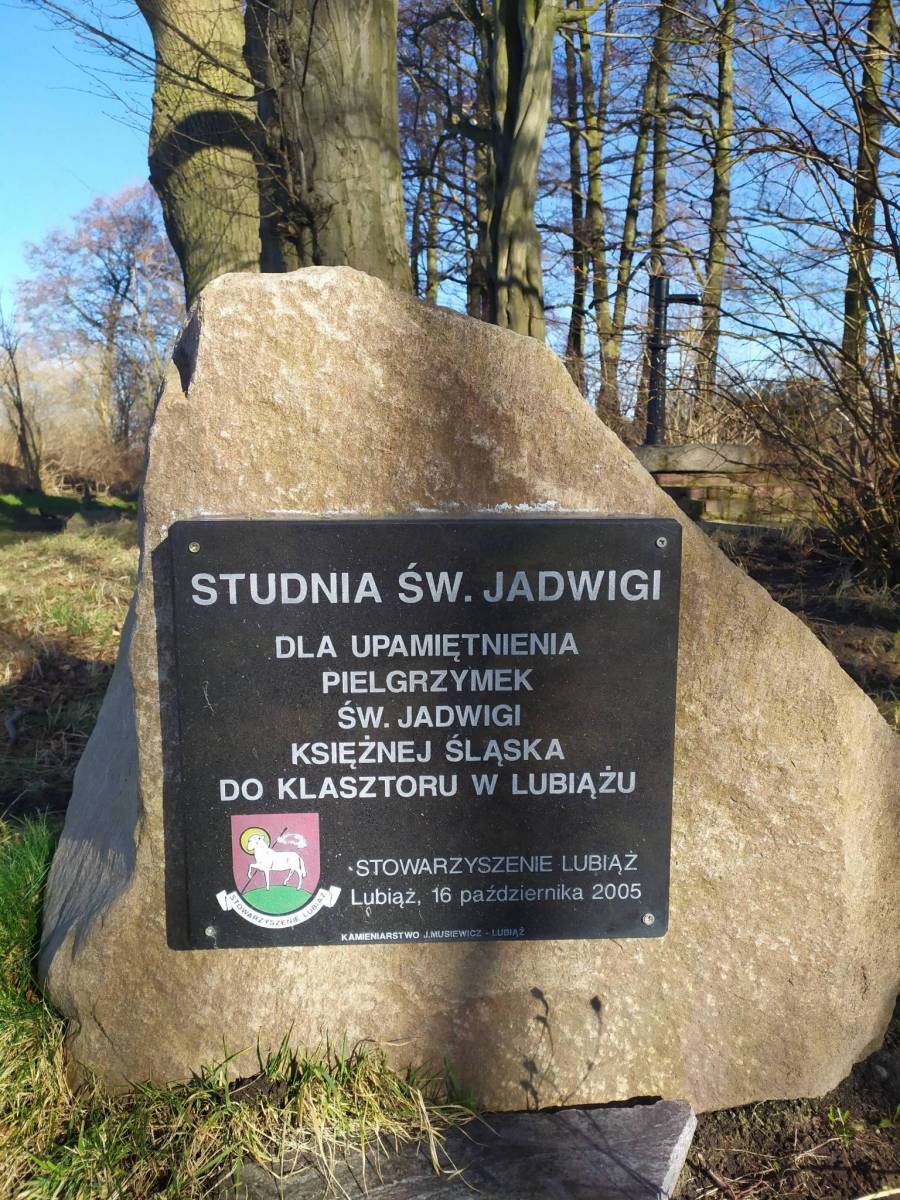 STUDNIA ŚW. JADWIGI
DLA UPAMIĘTNIENIA
PIELGRZYMEK
ŚW. JADWIGI
KSIĘŻNEJ ŚLĄSKA
DO KLASZTORU W LUBIĄŻU
STOWARZYSZENIE LUBIĄŻ
STOWARZYSZENIE LUBIĄŻ
Lubiąż, 16 października 2005
KAMIENIARSTWO J.MUSIEWICZ - LUBIĄŻ